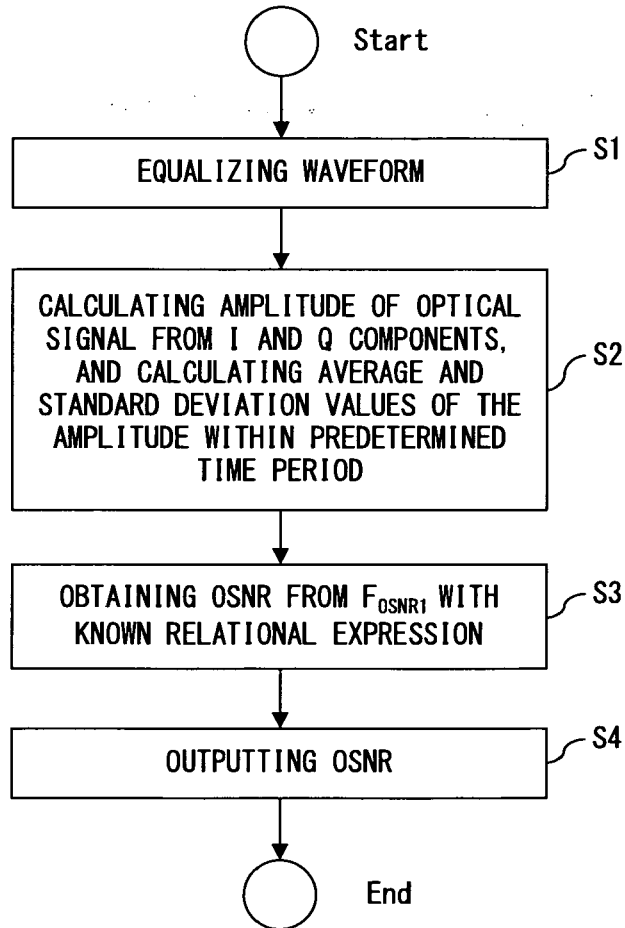 Start
EQUALIZING WAVEFORM
S1
CALCULATING AMPLITUDE OF OPTICAL
SIGNAL FROM I AND Q COMPONENTS,
AND CALCULATING AVERAGE AND
STANDARD DEVIATION VALUES OF THE
AMPLITUDE WITHIN PREDETERMINED
TIME PERIOD
S2
OBTAINING OSNR FROM F_OSNR1 WITH
KNOWN RELATIONAL EXPRESSION
S3
OUTPUTTING OSNR
S4
End